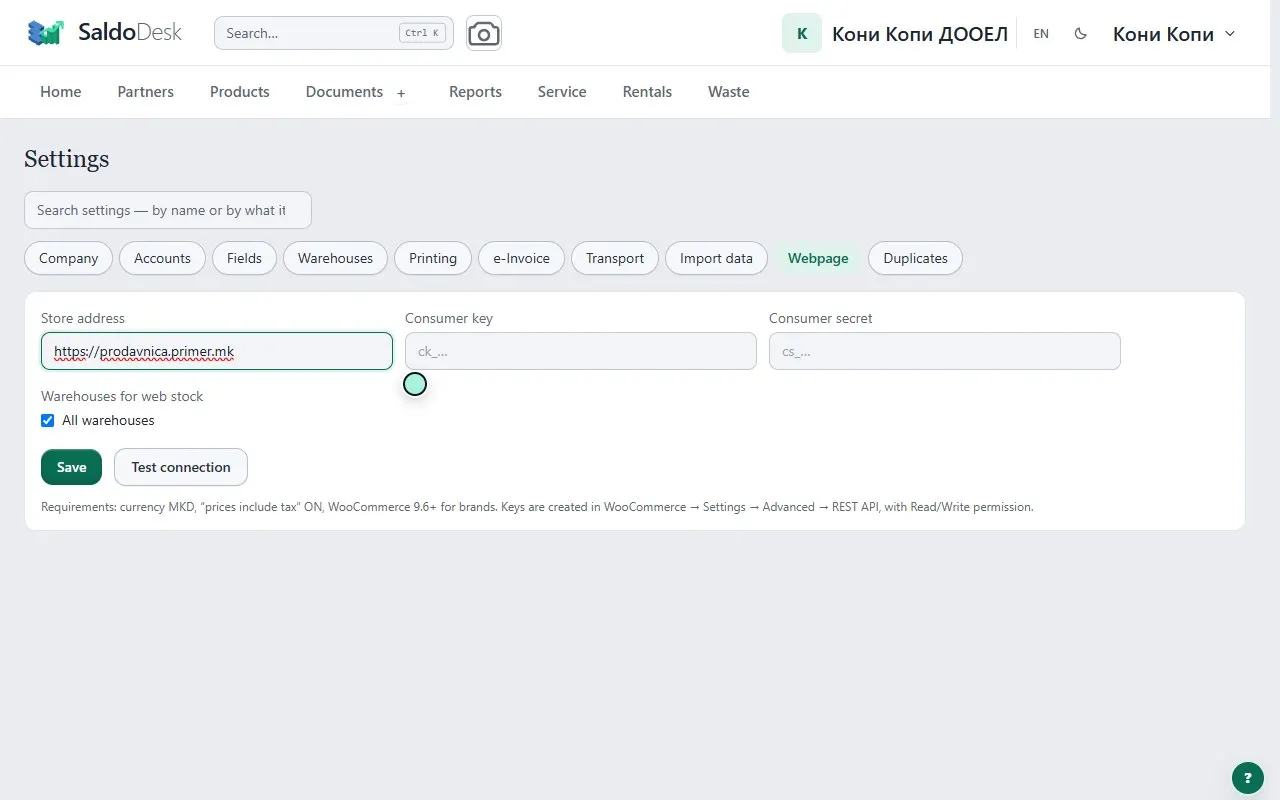 SaldoDesk
Search...
Ctrl K
K
Кони Копи ДООЕЛ
EN
Кони Копи
Home
Partners
Products
Documents +
Reports
Service
Rentals
Waste
Settings
Search settings — by name or by what it
Company
Accounts
Fields
Warehouses
Printing
e-Invoice
Transport
Import data
Webpage
Duplicates
Store address
Consumer key
Consumer secret
https://prodavnica.primer.mk
ck_...
cs_...
Warehouses for web stock
All warehouses
Save
Test connection
Requirements: currency MKD, “prices include tax” ON, WooCommerce 9.6+ for brands. Keys are created in WooCommerce → Settings → Advanced → REST API, with Read/Write permission.
?